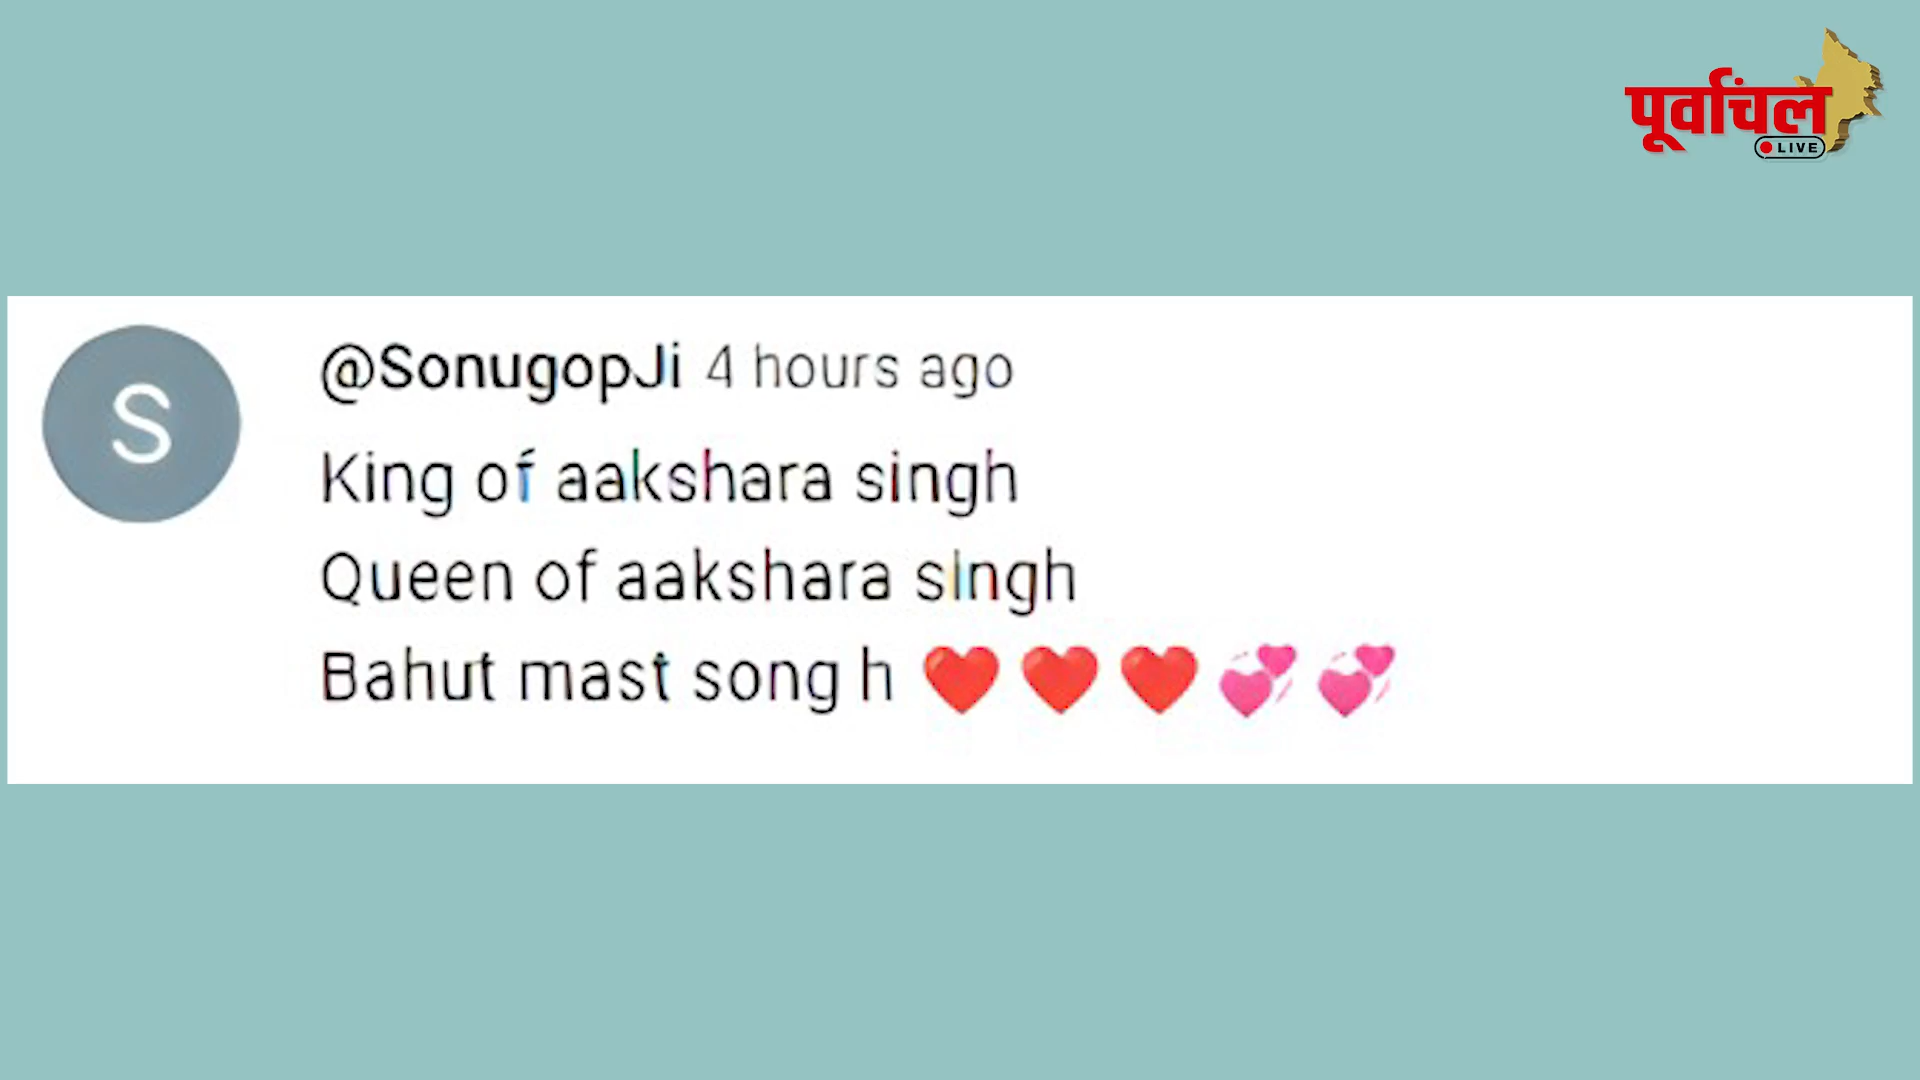 पूर्वांचल
LIVE
S
@SonugopJi 4 hours ago
King of aakshara singh
Queen of aakshara singh
Bahut mast song h ❤️ ❤️ ❤️ 💞 💞